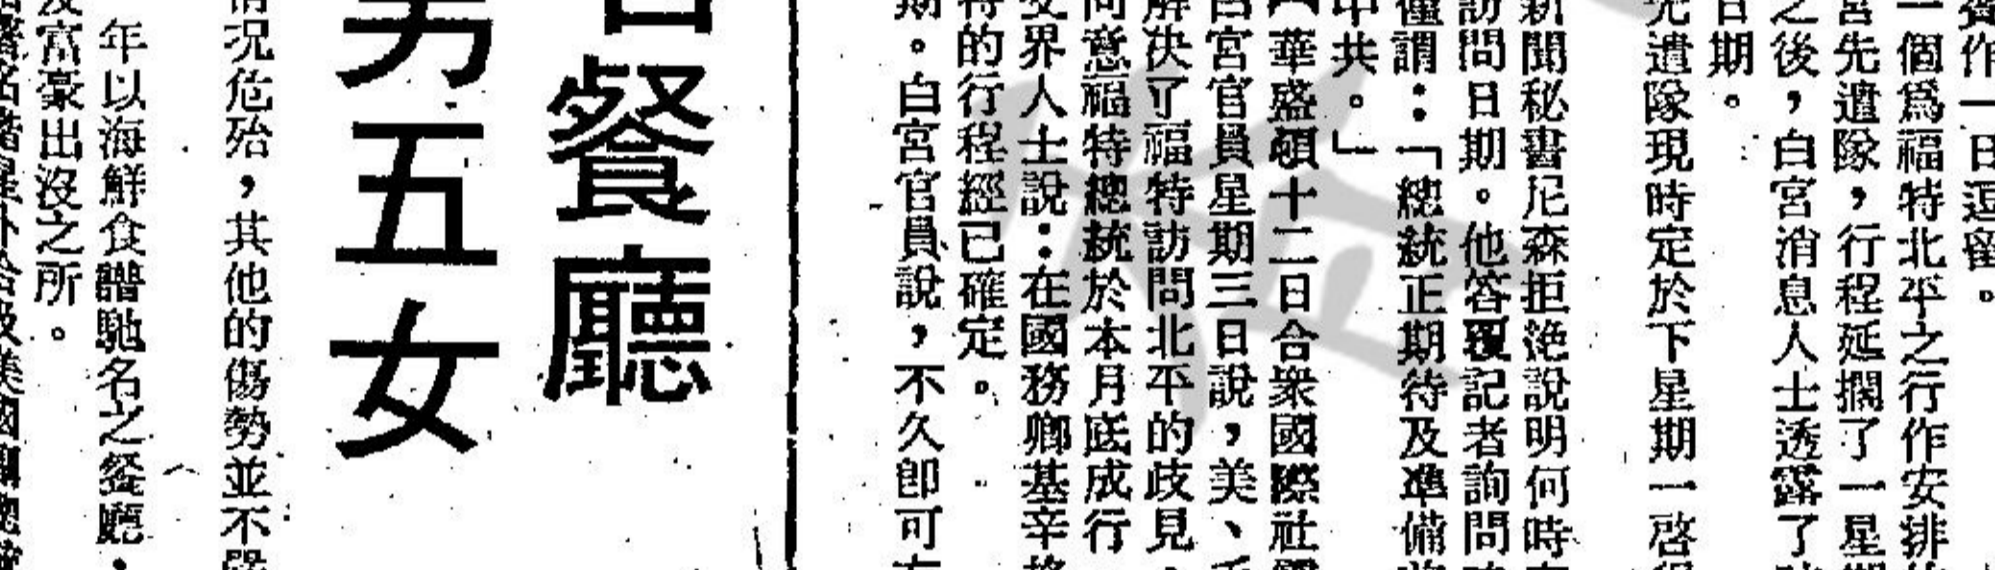 賓作一日逗留。
一個爲福特北平之行作安排
宮先遣隊，行程延擱了一星期
之後，白宮消息人士透露了
日期。
先遣隊現時定於下星期一啓程
新聞秘書尼森拒絶說明何時
訪問日期。他答覆記者詢問時
僅謂：「總統正期待及準備
中共。」
華盛頓十二日合衆國際社電
白宮官員星期三日說，美、
解决了福特訪問北平的歧見，
同意福特總統於本月底成行
交界人士說：在國務卿基辛格
特的行程經已確定。
期。白宮官員說，不久卽可
餐廳
男五女
情况危殆，其他的傷勢並不嚴
年以海鮮食譜馳名之餐廳，
及富豪出沒之所。